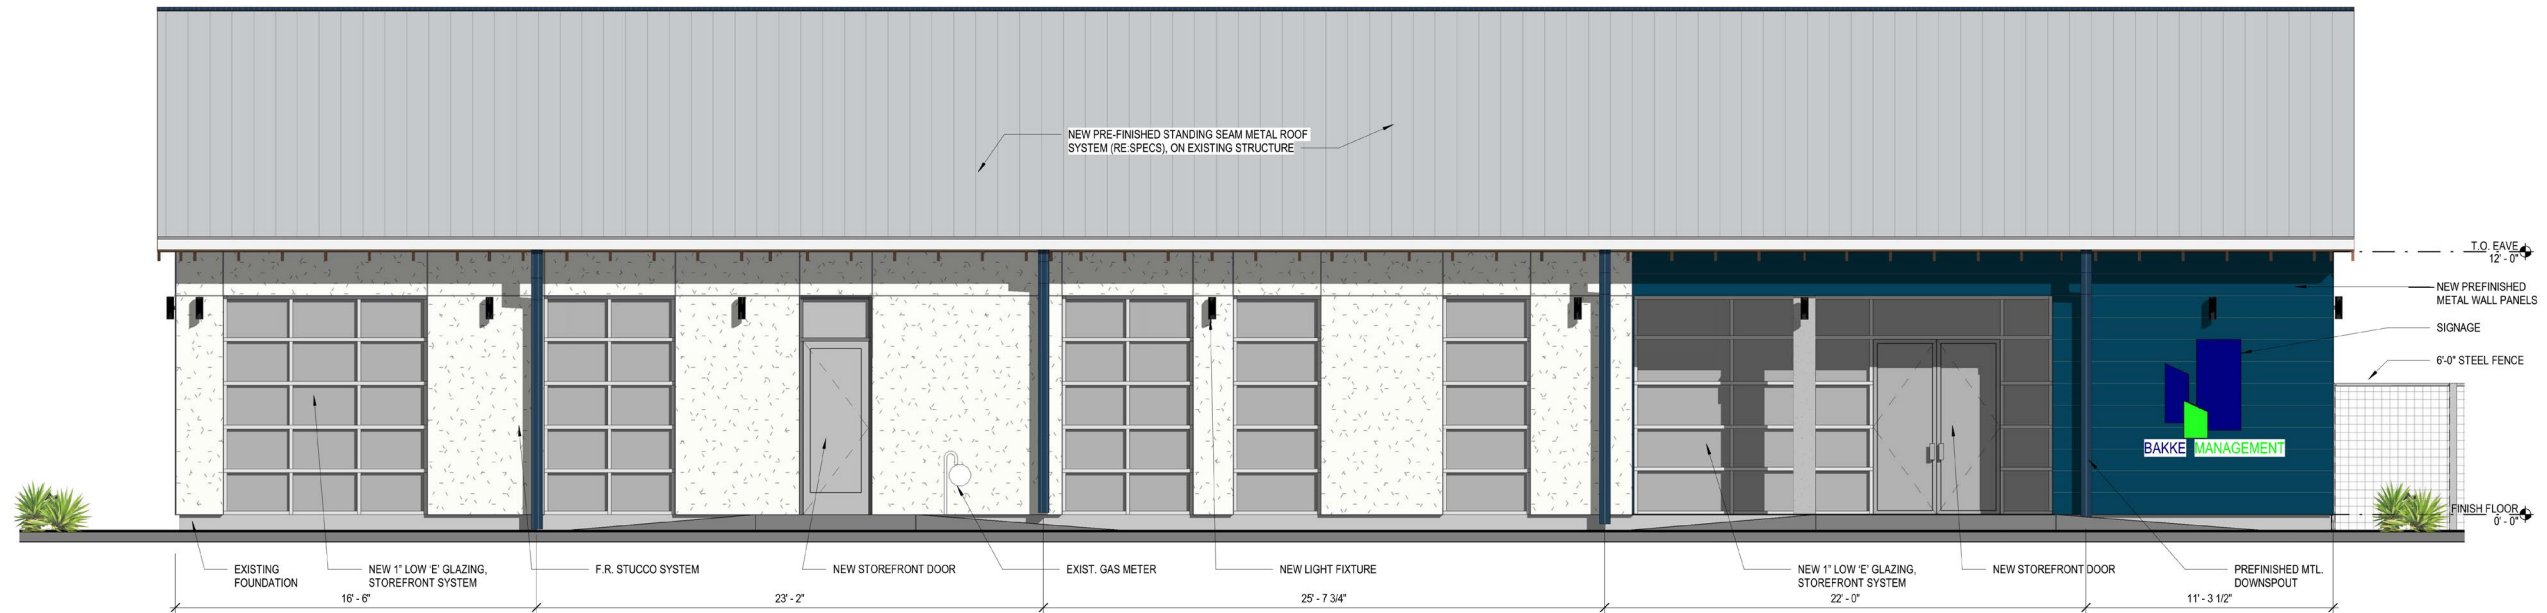 NEW PRE-FINISHED STANDING SEAM METAL ROOF
SYSTEM (RE:SPECS), ON EXISTING STRUCTURE
T.O. EAVE
12' - 0"
NEW PREFINISHED
METAL WALL PANELS
SIGNAGE
6'-0" STEEL FENCE
BAKKE MANAGEMENT
FINISH FLOOR
0' - 0"
EXISTING
FOUNDATION
NEW 1" LOW 'E' GLAZING,
STOREFRONT SYSTEM
F.R. STUCCO SYSTEM
NEW STOREFRONT DOOR
EXIST. GAS METER
NEW LIGHT FIXTURE
NEW 1" LOW 'E' GLAZING,
STOREFRONT SYSTEM
NEW STOREFRONT DOOR
PREFINISHED MTL.
DOWNSPOUT
16' - 6"
23' - 2"
25' - 7 3/4"
22' - 0"
11' - 3 1/2"